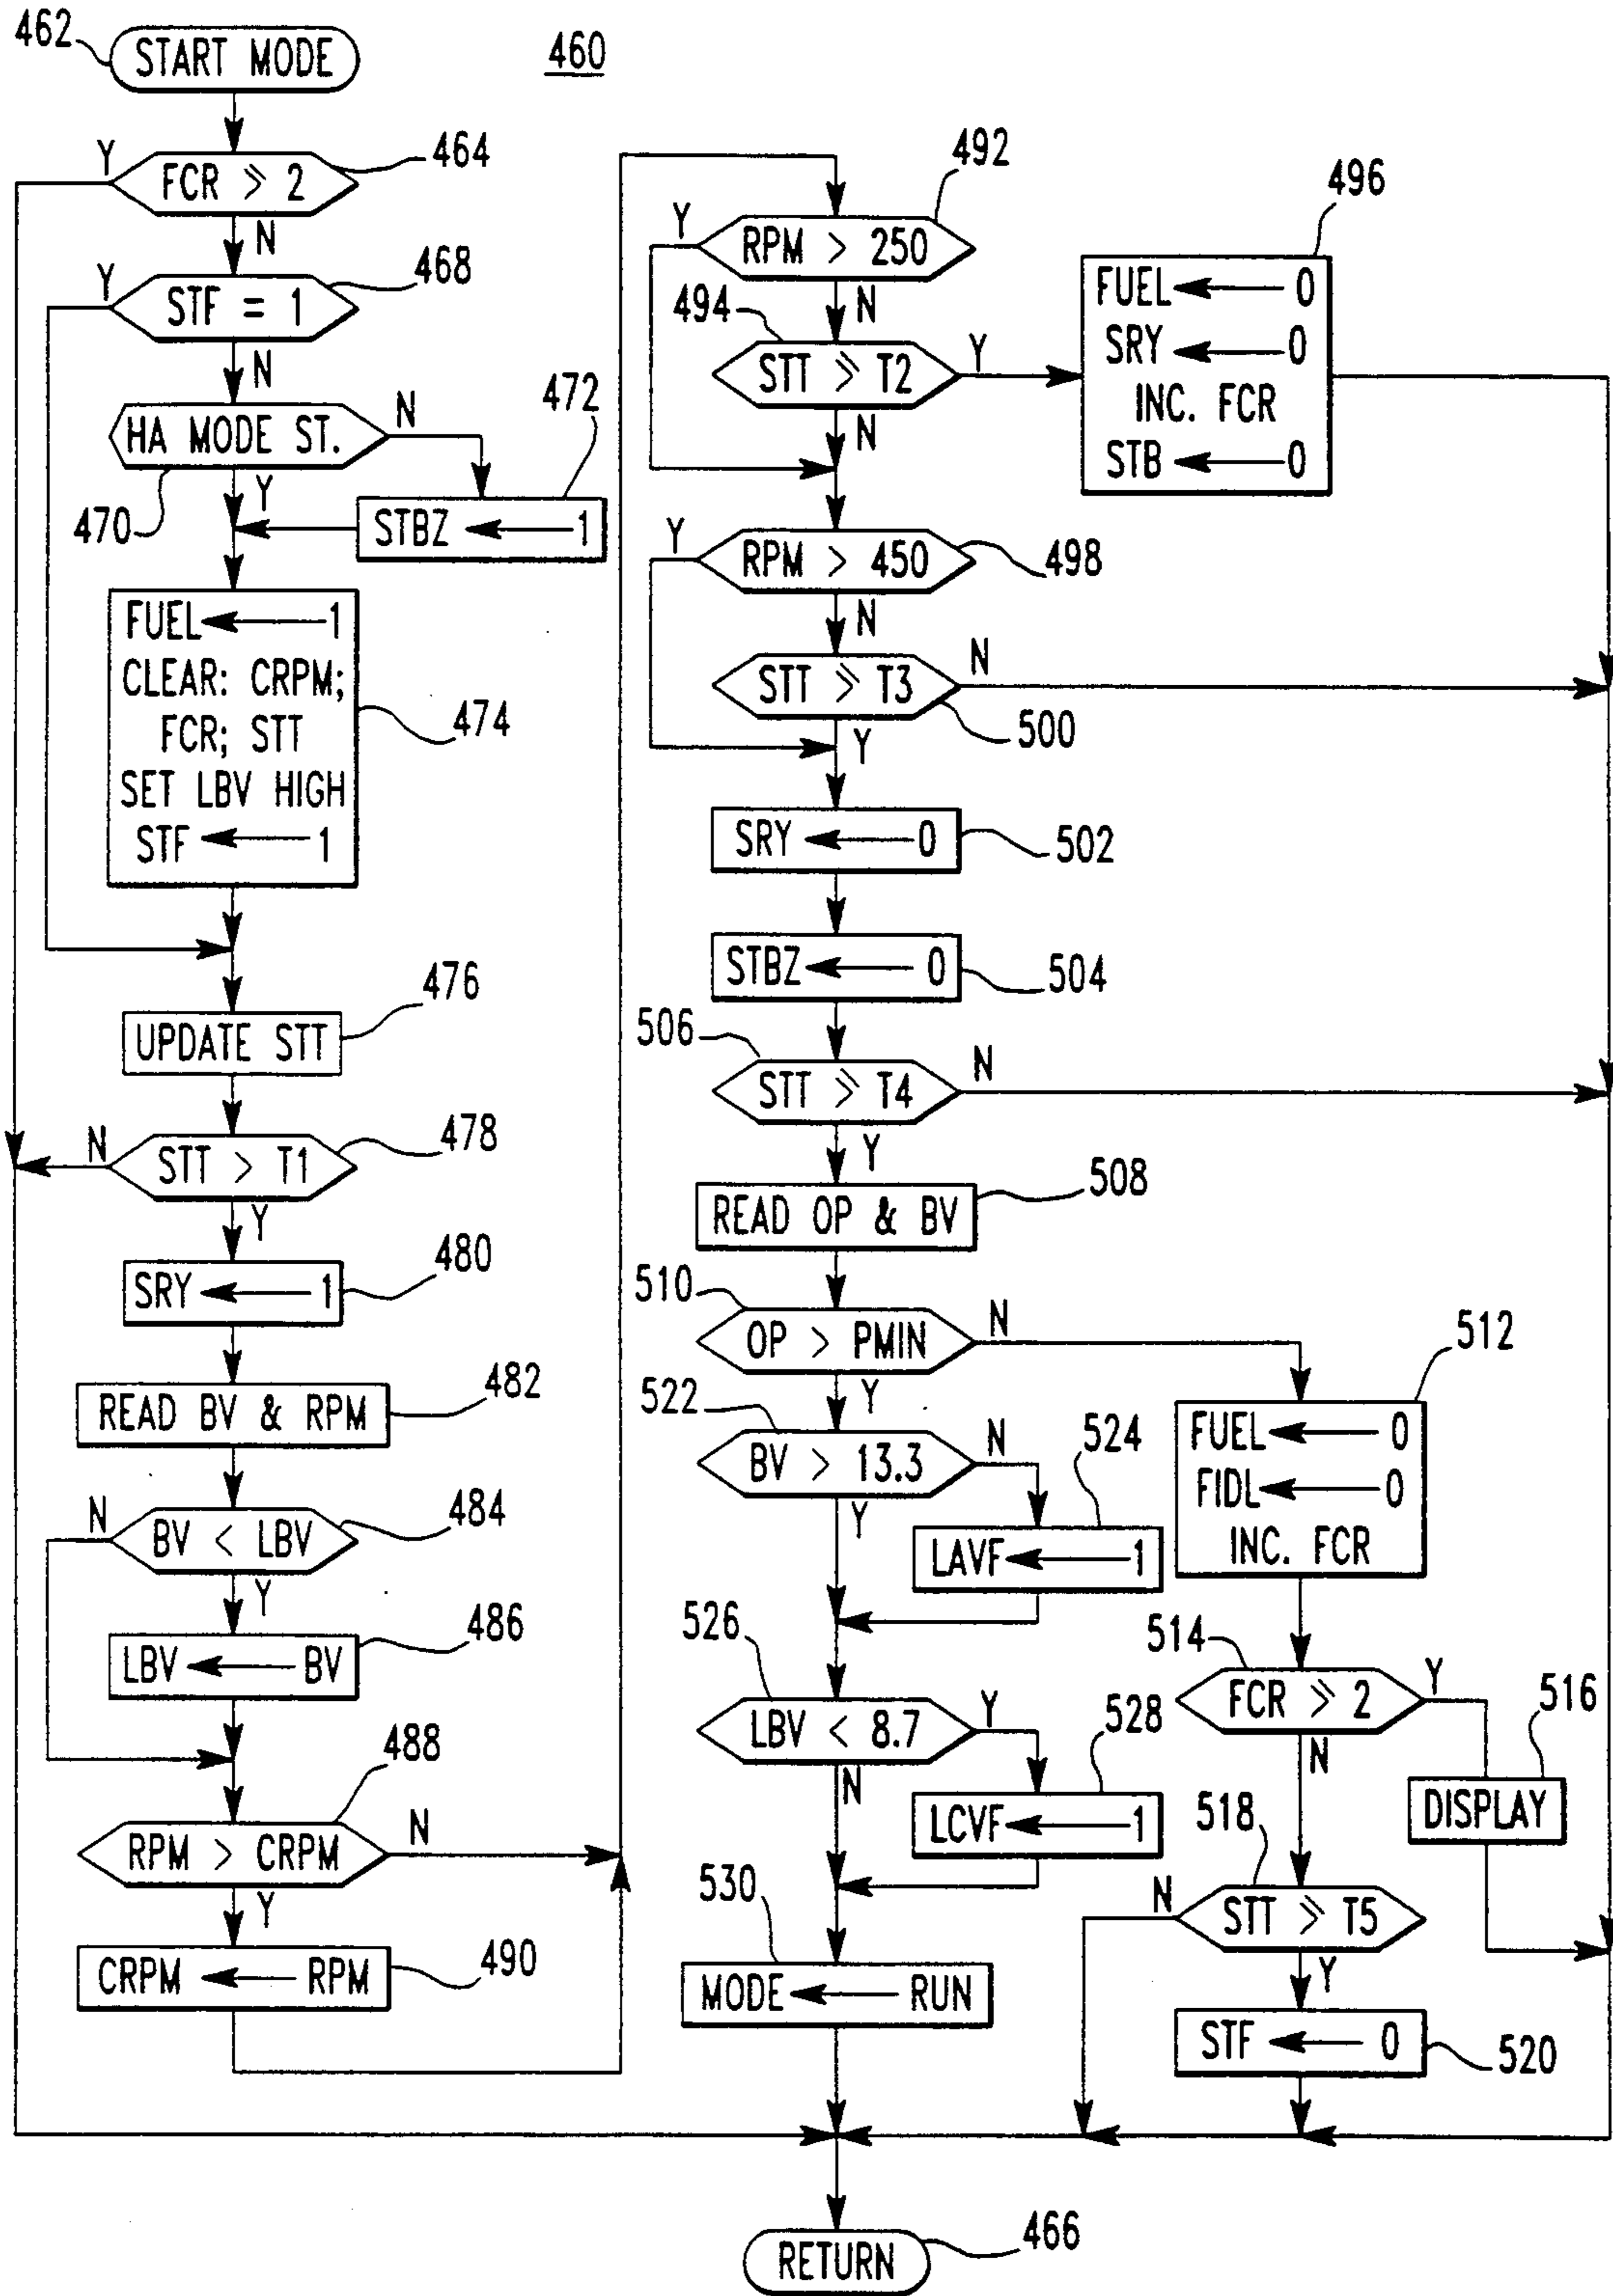 462
START MODE
460
Y
FCR ⩾ 2
464
N
Y
STF = 1
468
N
HA MODE ST.
N
472
470
Y
STBZ ← 1
FUEL ← 1
CLEAR: CRPM;
FCR; STT
SET LBV HIGH
STF ← 1
474
UPDATE STT
476
N
STT > T1
478
Y
SRY ← 1
480
READ BV & RPM
482
N
BV < LBV
484
Y
LBV ← BV
486
488
RPM > CRPM
N
Y
CRPM ← RPM
490
492
Y
RPM > 250
N
494
STT ⩾ T2
Y
N
496
FUEL ← 0
SRY ← 0
INC. FCR
STB ← 0
Y
RPM > 450
498
N
STT ⩾ T3
N
500
Y
SRY ← 0
502
STBZ ← 0
504
506
STT ⩾ T4
N
Y
READ OP & BV
508
510
OP > PMIN
N
Y
512
FUEL ← 0
FIDL ← 0
INC. FCR
522
BV > 13.3
N
Y
524
LAVF ← 1
514
FCR ⩾ 2
Y
N
516
DISPLAY
526
LBV < 8.7
Y
N
528
LCVF ← 1
518
N
STT ⩾ T5
Y
STF ← 0
520
530
MODE ← RUN
RETURN
466